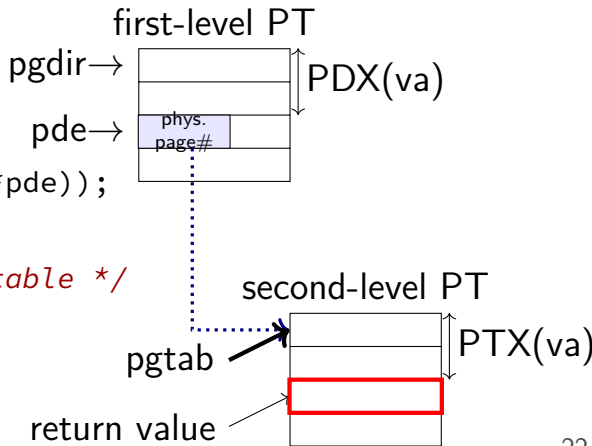 first-level PT
pgdir→
PDX(va)
pde→
phys.
page#
pde));
table */
second-level PT
pgtab
PTX(va)
return value